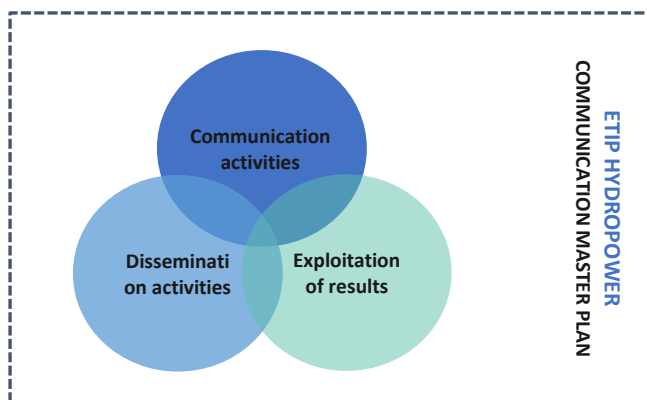 Communication
activities
Disseminati
on activities
Exploitation
of results
ETIP HYDROPOWER
COMMUNICATION MASTER PLAN